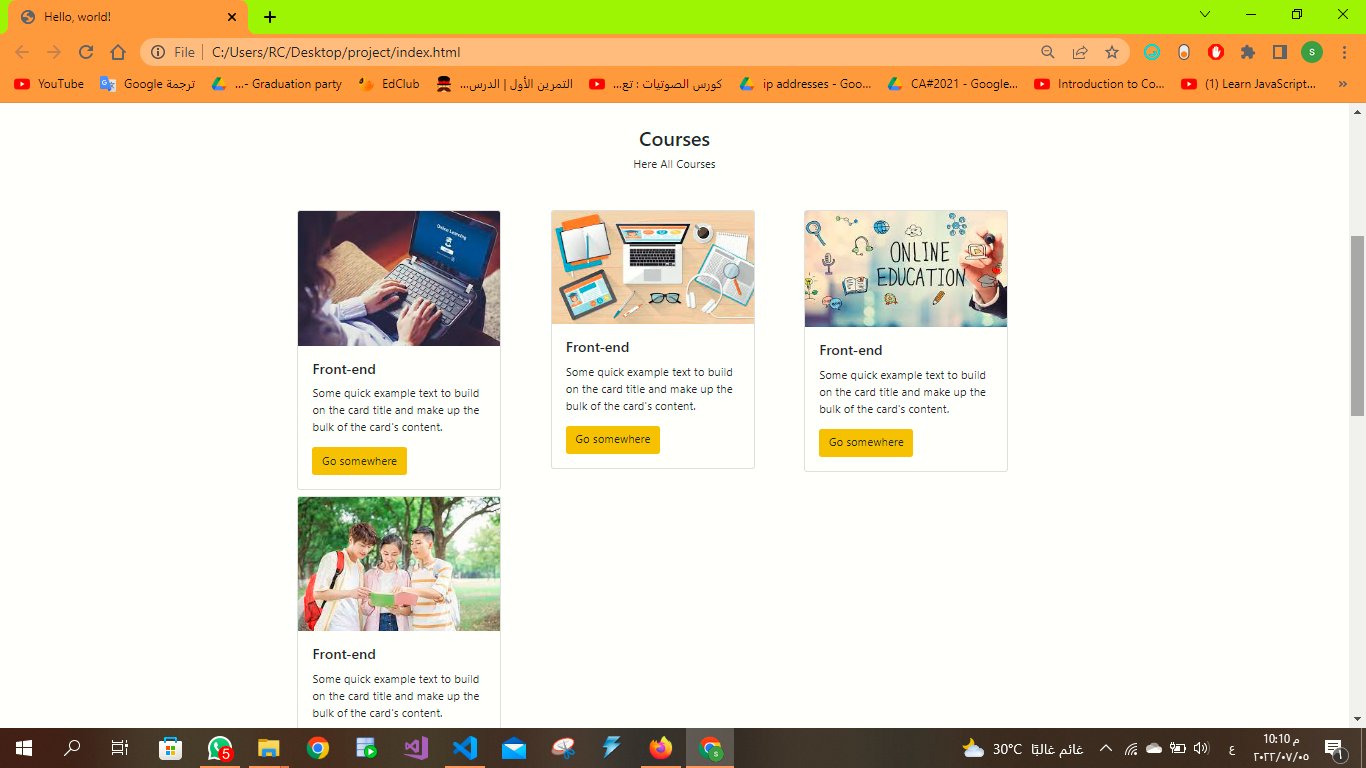 Hello, world!
File
C:/Users/RC/Desktop/project/index.html
S
YouTube
ترجمة Google
...- Graduation party
EdClub
التمرين الأول | الدرس...
كورس الصوتيات : تع...
ip addresses - Goo...
CA#2021 - Google...
Introduction to Co...
(1) Learn JavaScript...
»
Courses
Here All Courses
Online Learning
Front-end
Some quick example text to build
on the card title and make up the
bulk of the card's content.
Go somewhere
Front-end
Some quick example text to build
on the card title and make up the
bulk of the card's content.
Go somewhere
ONLINE
EDUCATION
Front-end
Some quick example text to build
on the card title and make up the
bulk of the card's content.
Go somewhere
Front-end
Some quick example text to build
on the card title and make up the
bulk of the card's content.
5
S
30°C غائم غالبًا
ع
10:10 م
٢٠٢٢/٠٧/٠٥
1